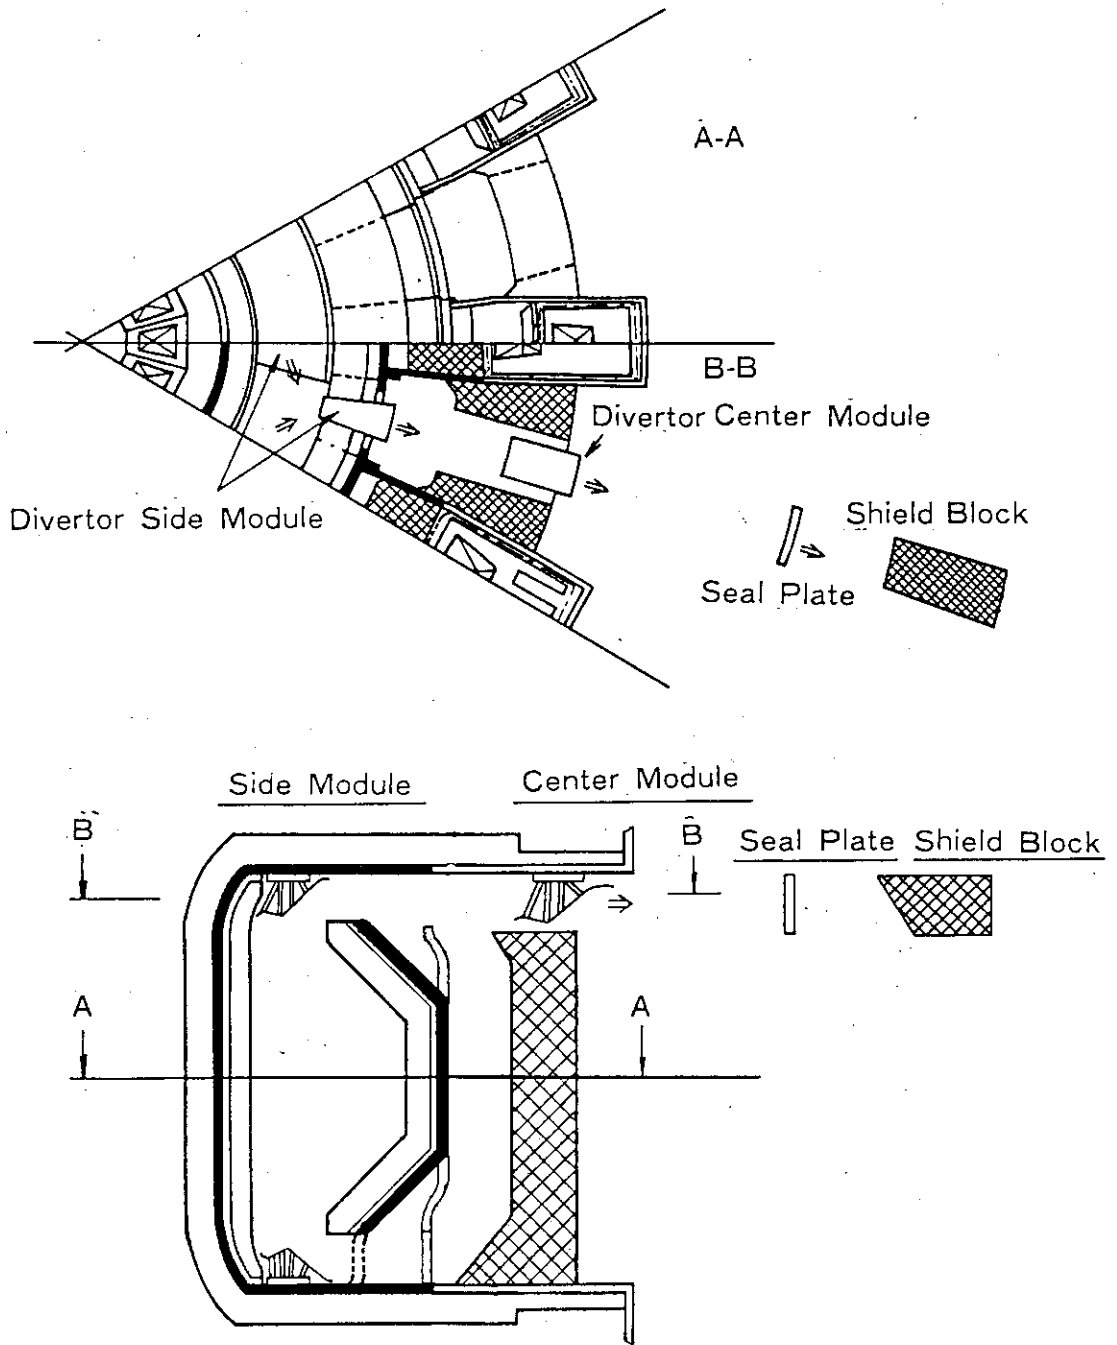 A-A
B-B
Divertor Center Module
Divertor Side Module
Shield Block
Seal Plate
Side Module
Center Module
B
B
Seal Plate
Shield Block
A
A